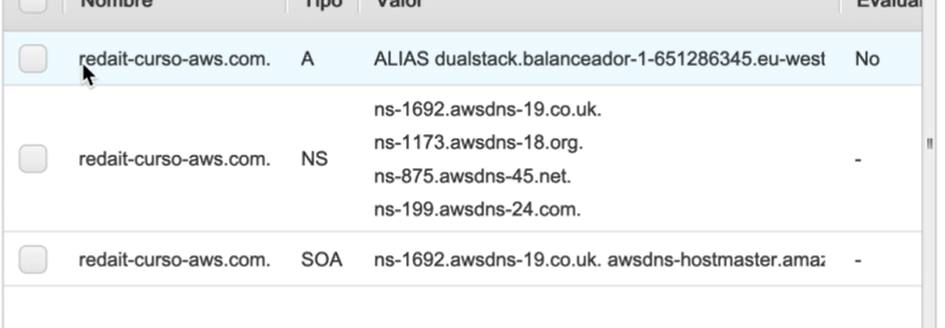 Nombre Tipo Valor
redait-curso-aws.com. A ALIAS dualstack.balanceador-1-651286345.eu-west No
ns-1692.awsdns-19.co.uk.
ns-1173.awsdns-18.org.
redait-curso-aws.com. NS -
ns-875.awsdns-45.net.
ns-199.awsdns-24.com.
redait-curso-aws.com. SOA ns-1692.awsdns-19.co.uk. awsdns-hostmaster.amaz -